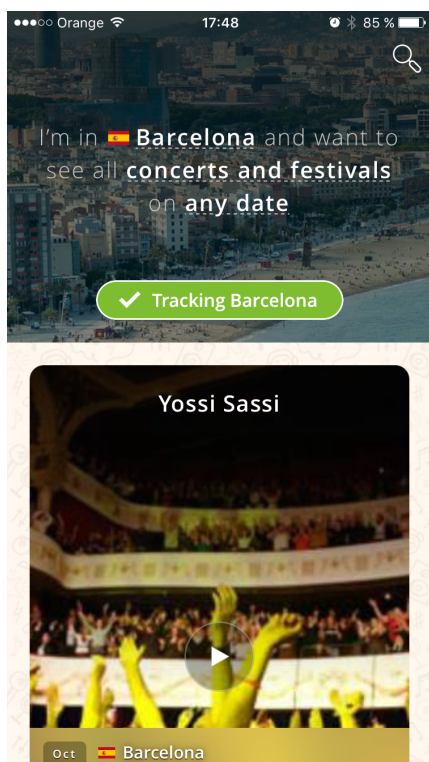 Orange 17:48 85 %
I'm in Barcelona and want to
see all concerts and festivals
on any date
Tracking Barcelona
Yossi Sassi
Oct Barcelona